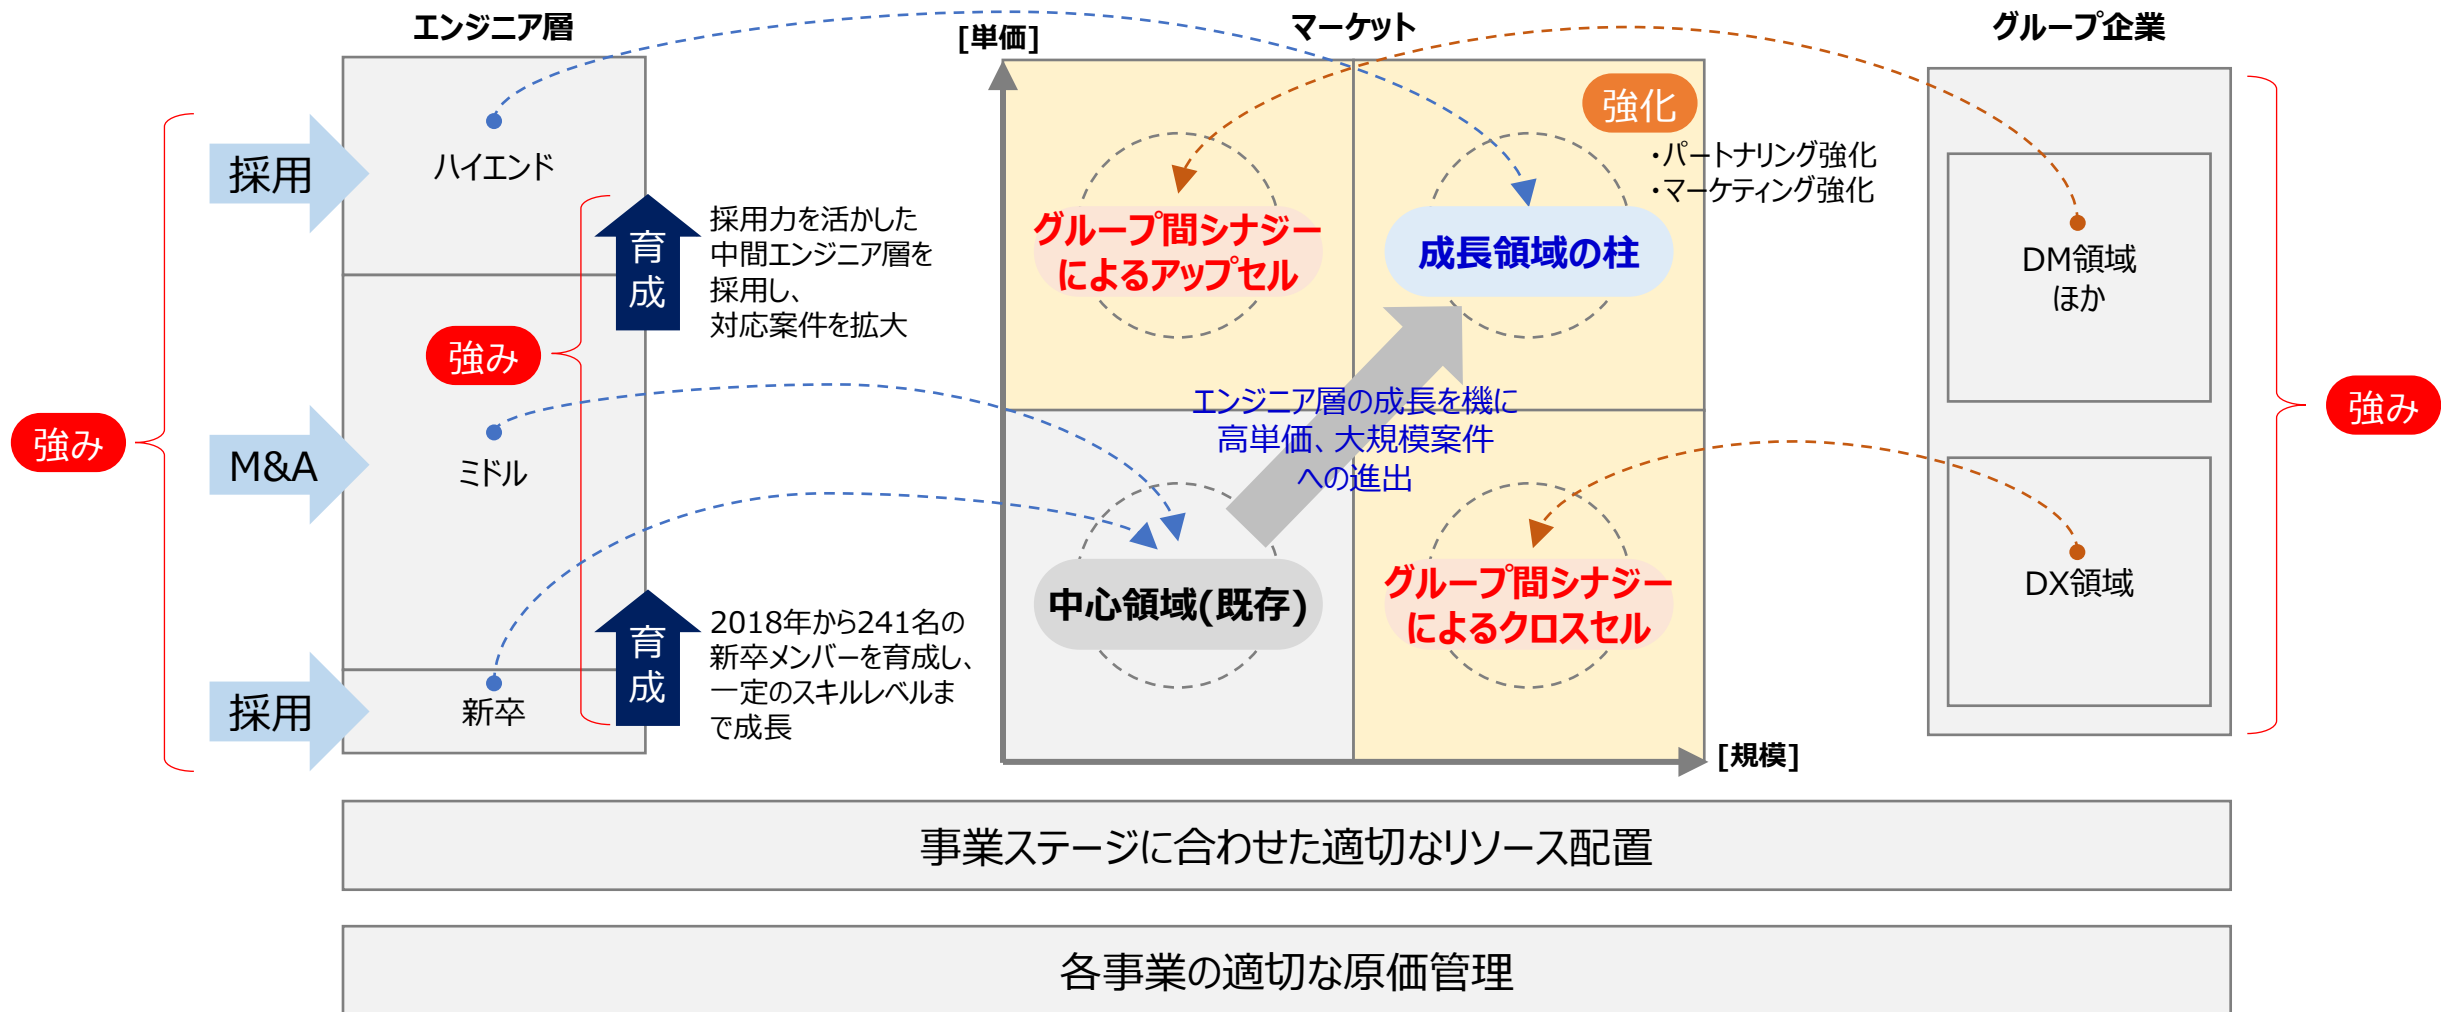 エンジニア層
マーケット
グループ企業
[単価]
強化
・パートナリング強化
・マーケティング強化
採用
ハイエンド
育
成
採用力を活かした
中間エンジニア層を
採用し、
対応案件を拡大
グループ間シナジー
によるアップセル
成長領域の柱
DM領域
ほか
強み
強み
M&A
ミドル
エンジニア層の成長を機に
高単価、大規模案件
への進出
強み
採用
新卒
育
成
2018年から241名の
新卒メンバーを育成し、
一定のスキルレベルま
で成長
中心領域(既存)
グループ間シナジー
によるクロスセル
DX領域
[規模]
事業ステージに合わせた適切なリソース配置
各事業の適切な原価管理